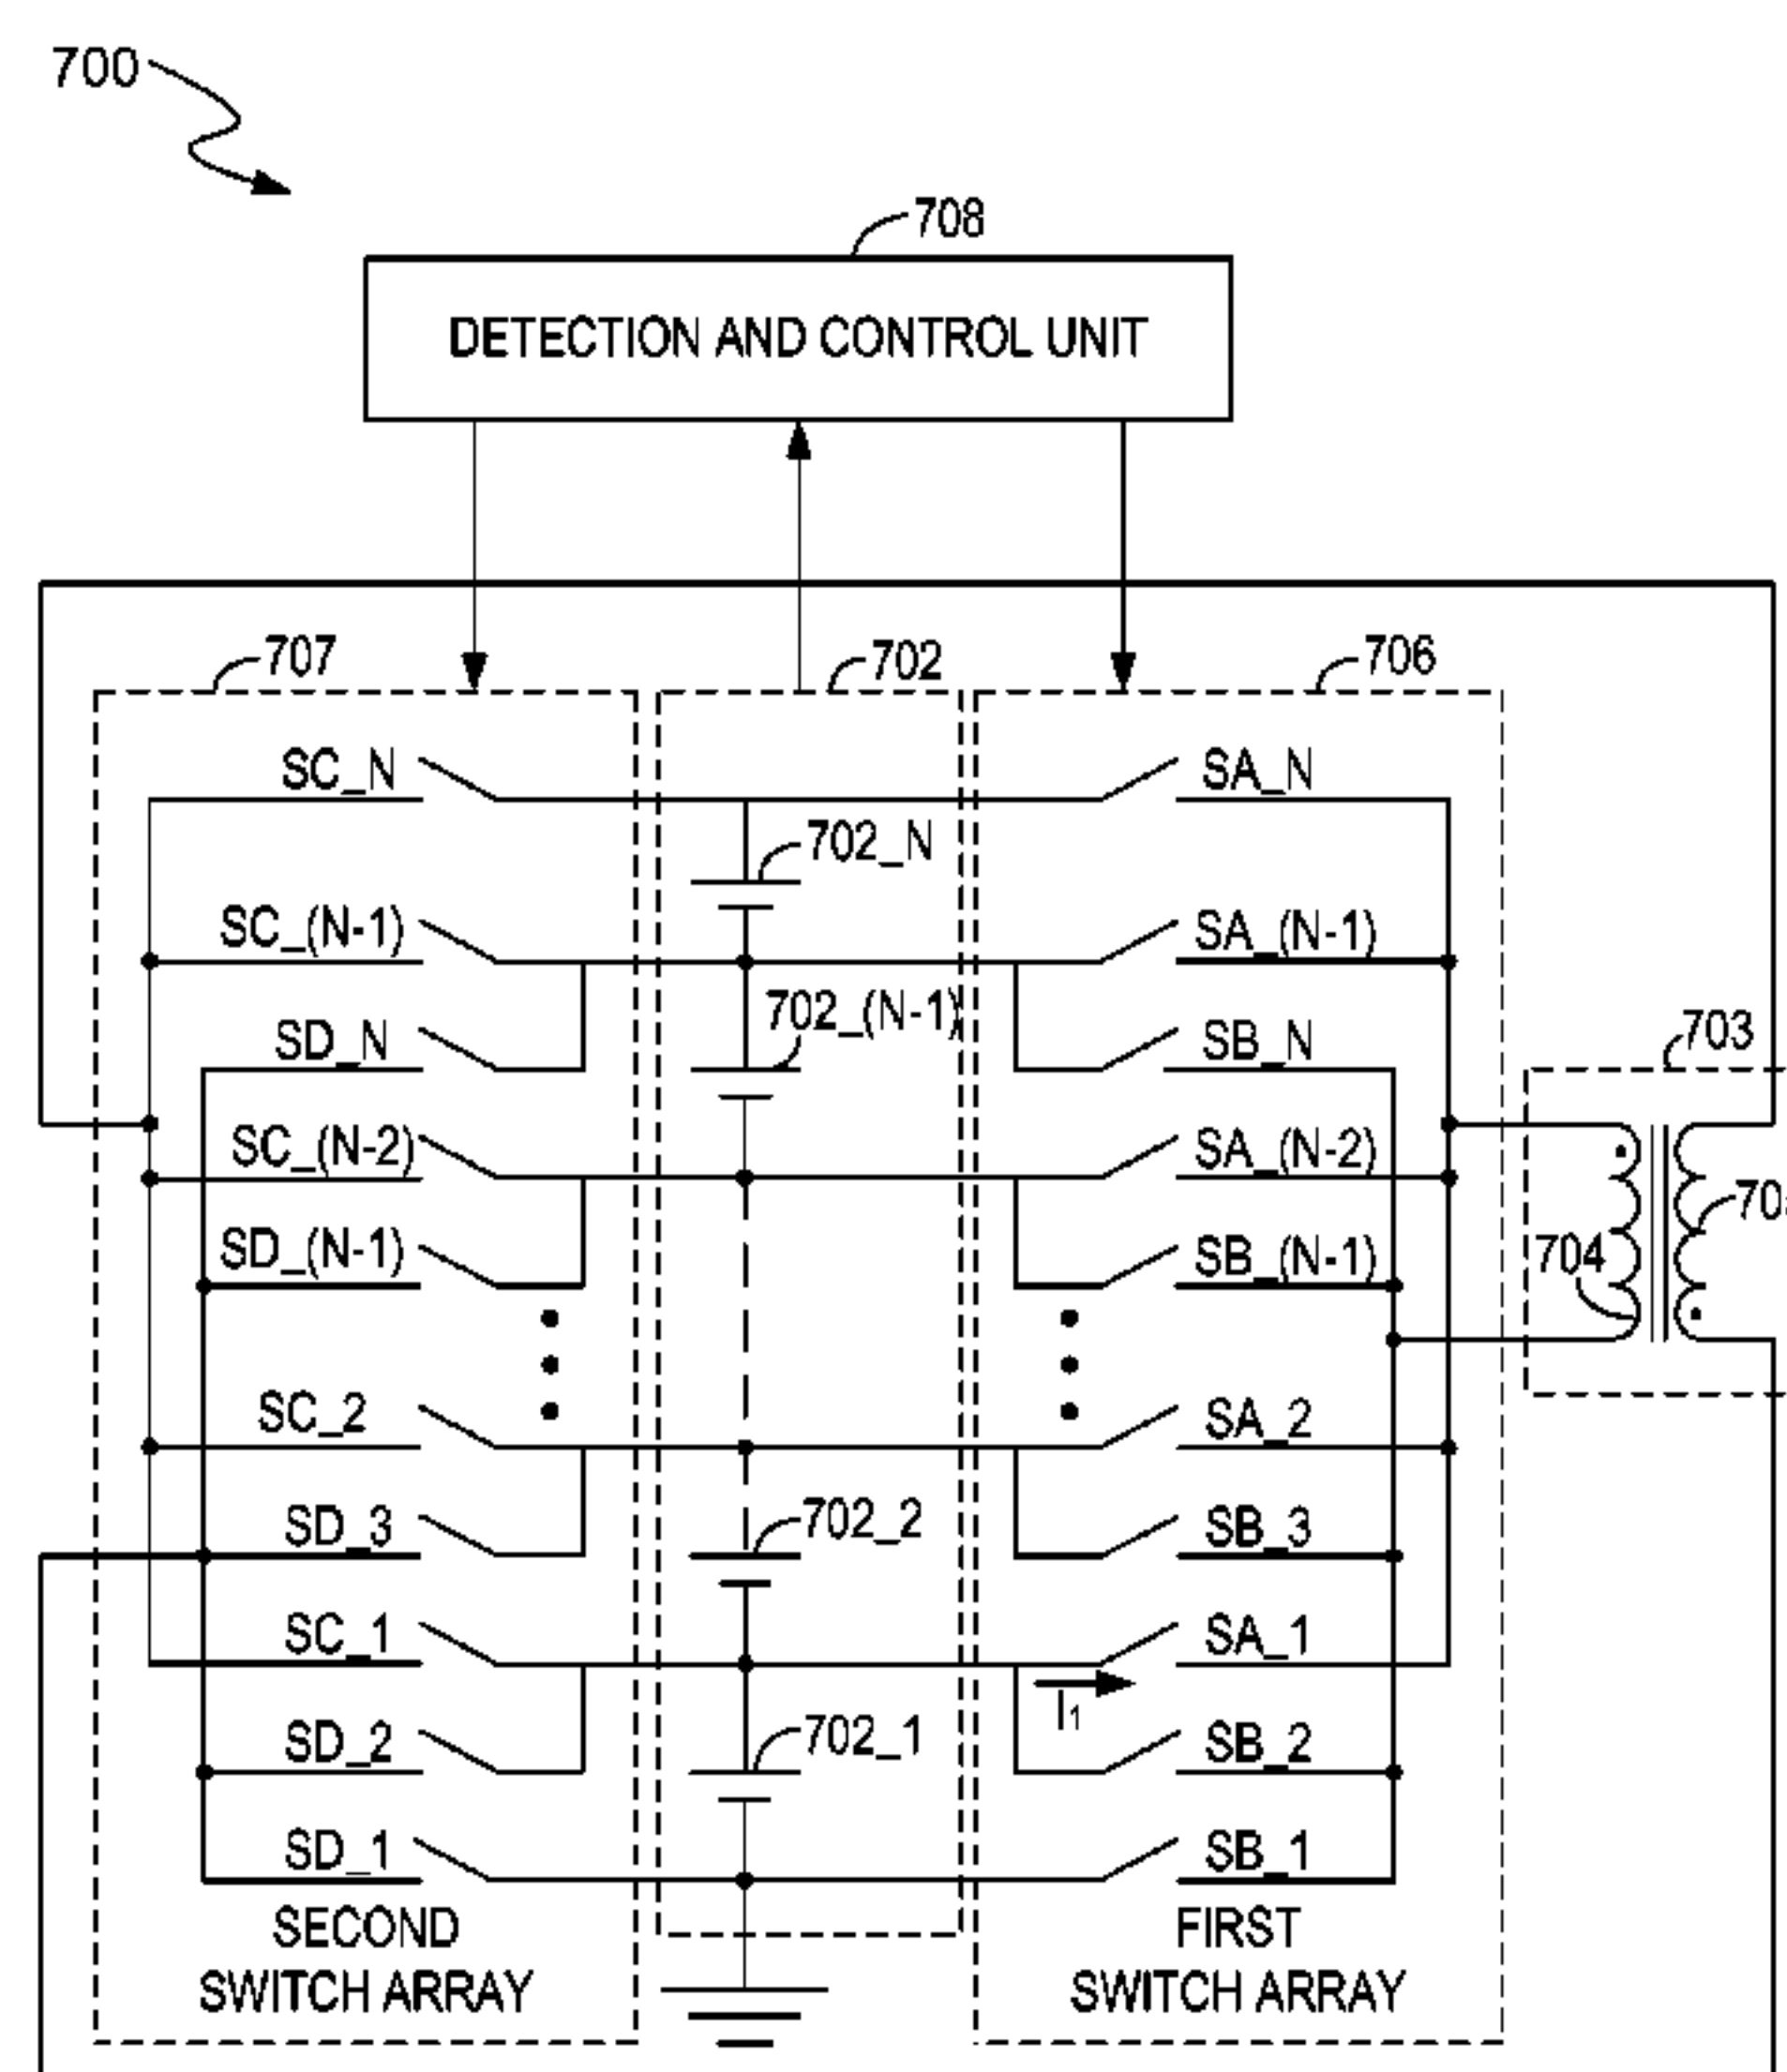 700
708
DETECTION AND CONTROL UNIT
707
702
706
SC_N
SA_N
702_N
SC_(N-1)
SA_(N-1)
702_(N-1)
SD_N
SB_N
703
SC_(N-2)
SA_(N-2)
SD_(N-1)
SB_(N-1)
704
SC_2
SA_2
SD_3
702_2
SB_3
SC_1
SA_1
I1
SD_2
702_1
SB_2
SD_1
SB_1
SECOND
SWITCH ARRAY
FIRST
SWITCH ARRAY